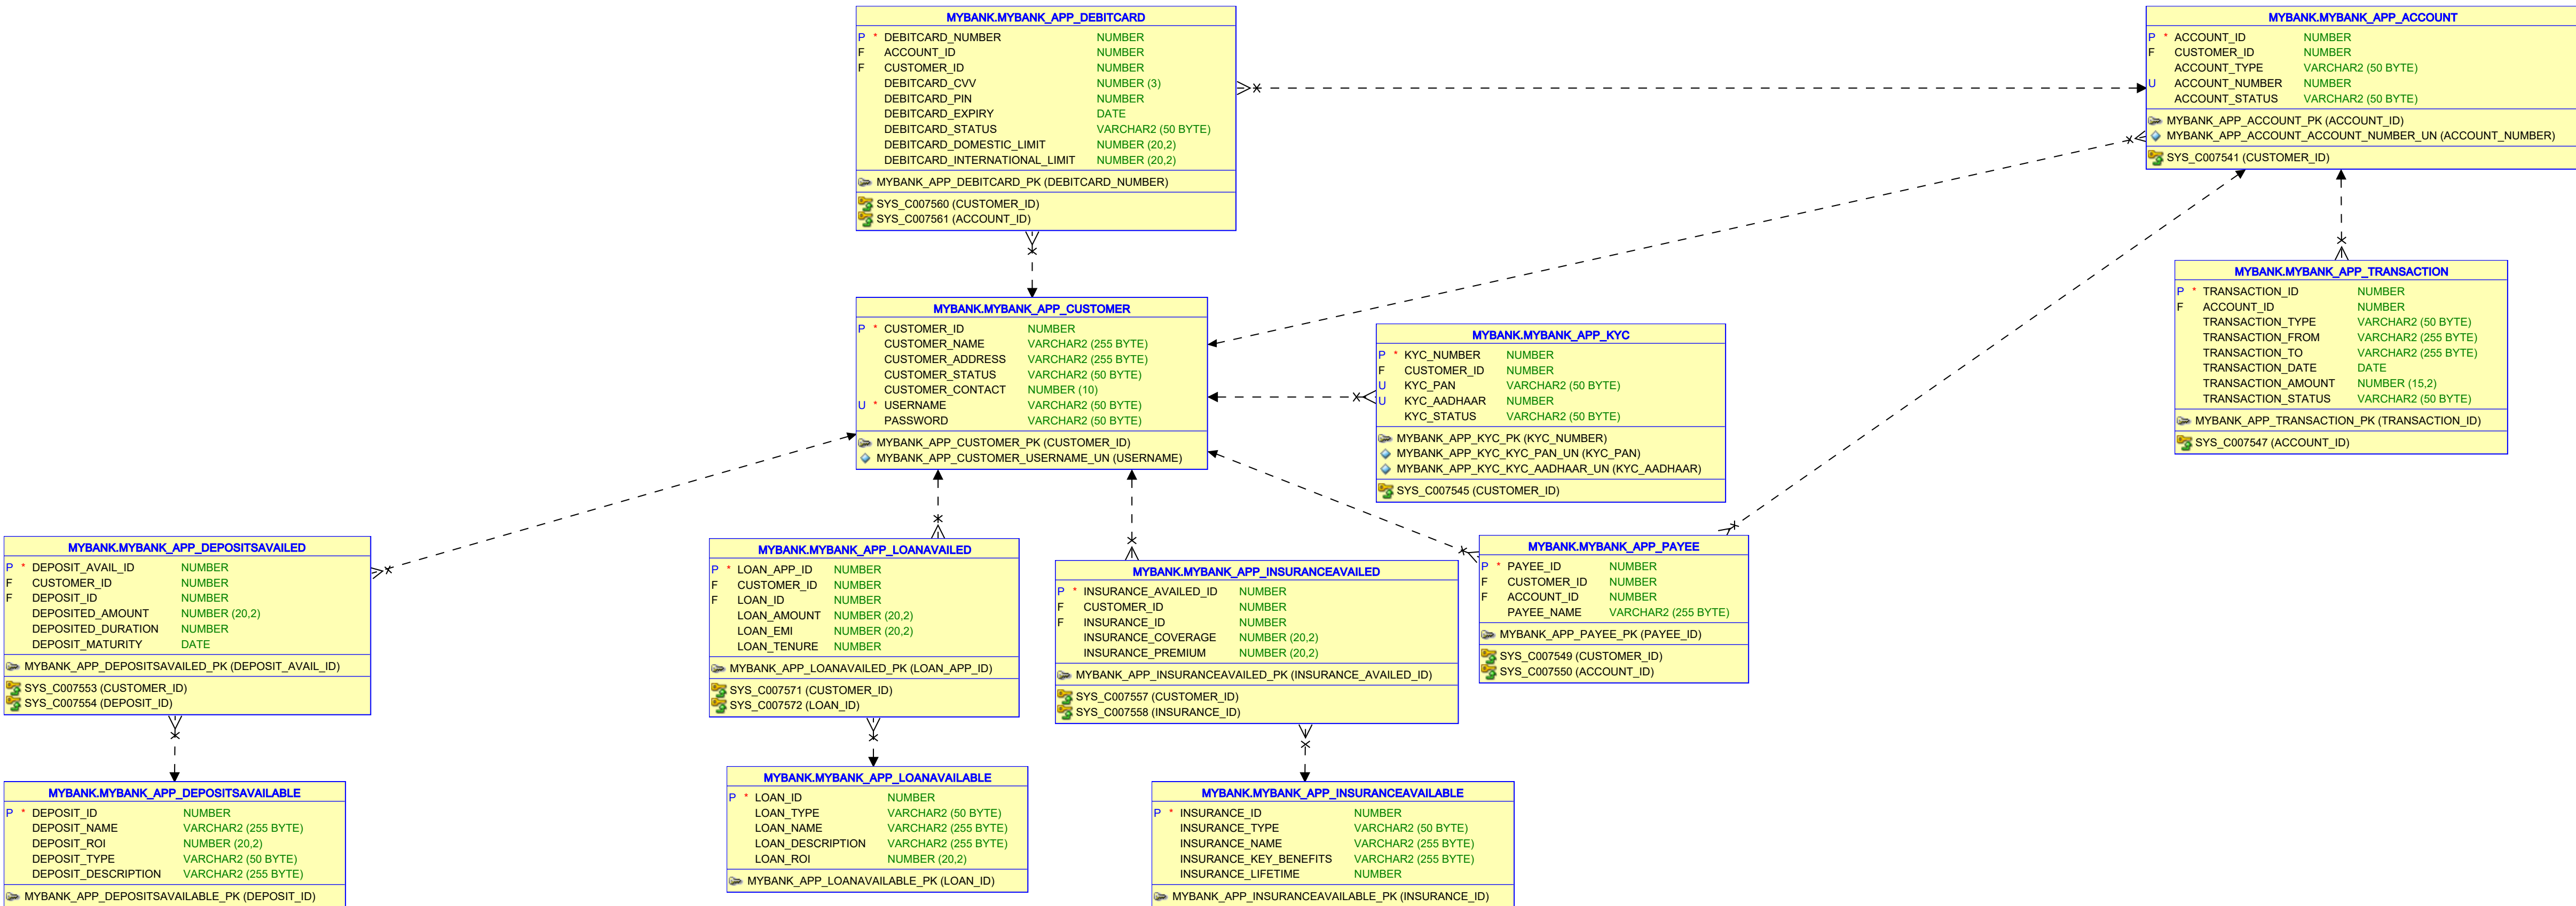 MYBANK.MYBANK_APP_DEBITCARD
P * DEBITCARD_NUMBER NUMBER
F ACCOUNT_ID NUMBER
F CUSTOMER_ID NUMBER
DEBITCARD_CVV NUMBER (3)
DEBITCARD_PIN NUMBER
DEBITCARD_EXPIRY DATE
DEBITCARD_STATUS VARCHAR2 (50 BYTE)
DEBITCARD_DOMESTIC_LIMIT NUMBER (20,2)
DEBITCARD_INTERNATIONAL_LIMIT NUMBER (20,2)
MYBANK_APP_DEBITCARD_PK (DEBITCARD_NUMBER)
SYS_C007560 (CUSTOMER_ID)
SYS_C007561 (ACCOUNT_ID)
MYBANK.MYBANK_APP_ACCOUNT
P * ACCOUNT_ID NUMBER
F CUSTOMER_ID NUMBER
ACCOUNT_TYPE VARCHAR2 (50 BYTE)
U ACCOUNT_NUMBER NUMBER
ACCOUNT_STATUS VARCHAR2 (50 BYTE)
MYBANK_APP_ACCOUNT_PK (ACCOUNT_ID)
MYBANK_APP_ACCOUNT_ACCOUNT_NUMBER_UN (ACCOUNT_NUMBER)
SYS_C007541 (CUSTOMER_ID)
MYBANK.MYBANK_APP_TRANSACTION
P * TRANSACTION_ID NUMBER
F ACCOUNT_ID NUMBER
TRANSACTION_TYPE VARCHAR2 (50 BYTE)
TRANSACTION_FROM VARCHAR2 (255 BYTE)
TRANSACTION_TO VARCHAR2 (255 BYTE)
TRANSACTION_DATE DATE
TRANSACTION_AMOUNT NUMBER (15,2)
TRANSACTION_STATUS VARCHAR2 (50 BYTE)
MYBANK_APP_TRANSACTION_PK (TRANSACTION_ID)
SYS_C007547 (ACCOUNT_ID)
MYBANK.MYBANK_APP_CUSTOMER
P * CUSTOMER_ID NUMBER
CUSTOMER_NAME VARCHAR2 (255 BYTE)
CUSTOMER_ADDRESS VARCHAR2 (255 BYTE)
CUSTOMER_STATUS VARCHAR2 (50 BYTE)
CUSTOMER_CONTACT NUMBER (10)
U * USERNAME VARCHAR2 (50 BYTE)
PASSWORD VARCHAR2 (50 BYTE)
MYBANK_APP_CUSTOMER_PK (CUSTOMER_ID)
MYBANK_APP_CUSTOMER_USERNAME_UN (USERNAME)
MYBANK.MYBANK_APP_KYC
P * KYC_NUMBER NUMBER
F CUSTOMER_ID NUMBER
U KYC_PAN VARCHAR2 (50 BYTE)
U KYC_AADHAAR NUMBER
KYC_STATUS VARCHAR2 (50 BYTE)
MYBANK_APP_KYC_PK (KYC_NUMBER)
MYBANK_APP_KYC_KYC_PAN_UN (KYC_PAN)
MYBANK_APP_KYC_KYC_AADHAAR_UN (KYC_AADHAAR)
SYS_C007545 (CUSTOMER_ID)
MYBANK.MYBANK_APP_DEPOSITSAVAILED
P * DEPOSIT_AVAIL_ID NUMBER
F CUSTOMER_ID NUMBER
F DEPOSIT_ID NUMBER
DEPOSITED_AMOUNT NUMBER (20,2)
DEPOSITED_DURATION NUMBER
DEPOSIT_MATURITY DATE
MYBANK_APP_DEPOSITSAVAILED_PK (DEPOSIT_AVAIL_ID)
SYS_C007553 (CUSTOMER_ID)
SYS_C007554 (DEPOSIT_ID)
MYBANK.MYBANK_APP_LOANAVAILED
P * LOAN_APP_ID NUMBER
F CUSTOMER_ID NUMBER
F LOAN_ID NUMBER
LOAN_AMOUNT NUMBER (20,2)
LOAN_EMI NUMBER (20,2)
LOAN_TENURE NUMBER
MYBANK_APP_LOANAVAILED_PK (LOAN_APP_ID)
SYS_C007571 (CUSTOMER_ID)
SYS_C007572 (LOAN_ID)
MYBANK.MYBANK_APP_INSURANCEAVAILED
P * INSURANCE_AVAILED_ID NUMBER
F CUSTOMER_ID NUMBER
F INSURANCE_ID NUMBER
INSURANCE_COVERAGE NUMBER (20,2)
INSURANCE_PREMIUM NUMBER (20,2)
MYBANK_APP_INSURANCEAVAILED_PK (INSURANCE_AVAILED_ID)
SYS_C007557 (CUSTOMER_ID)
SYS_C007558 (INSURANCE_ID)
MYBANK.MYBANK_APP_PAYEE
P * PAYEE_ID NUMBER
F CUSTOMER_ID NUMBER
F ACCOUNT_ID NUMBER
PAYEE_NAME VARCHAR2 (255 BYTE)
MYBANK_APP_PAYEE_PK (PAYEE_ID)
SYS_C007549 (CUSTOMER_ID)
SYS_C007550 (ACCOUNT_ID)
MYBANK.MYBANK_APP_DEPOSITSAVAILABLE
P * DEPOSIT_ID NUMBER
DEPOSIT_NAME VARCHAR2 (255 BYTE)
DEPOSIT_ROI NUMBER (20,2)
DEPOSIT_TYPE VARCHAR2 (50 BYTE)
DEPOSIT_DESCRIPTION VARCHAR2 (255 BYTE)
MYBANK_APP_DEPOSITSAVAILABLE_PK (DEPOSIT_ID)
MYBANK.MYBANK_APP_LOANAVAILABLE
P * LOAN_ID NUMBER
LOAN_TYPE VARCHAR2 (50 BYTE)
LOAN_NAME VARCHAR2 (255 BYTE)
LOAN_DESCRIPTION VARCHAR2 (255 BYTE)
LOAN_ROI NUMBER (20,2)
MYBANK_APP_LOANAVAILABLE_PK (LOAN_ID)
MYBANK.MYBANK_APP_INSURANCEAVAILABLE
P * INSURANCE_ID NUMBER
INSURANCE_TYPE VARCHAR2 (50 BYTE)
INSURANCE_NAME VARCHAR2 (255 BYTE)
INSURANCE_KEY_BENEFITS VARCHAR2 (255 BYTE)
INSURANCE_LIFETIME NUMBER
MYBANK_APP_INSURANCEAVAILABLE_PK (INSURANCE_ID)